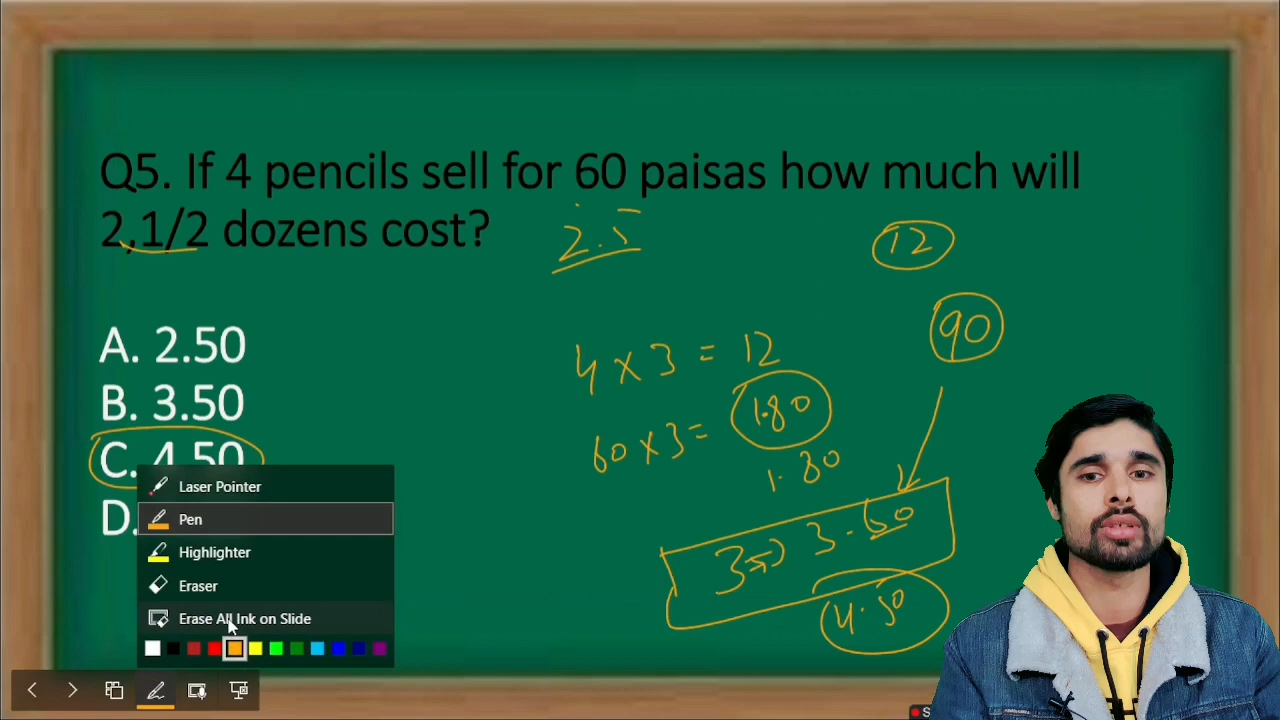 Q5. If 4 pencils sell for 60 paisas how much will
2,1/2 dozens cost?
2.5
12
90
A. 2.50
B. 3.50
C. 4.50
D.
4 x 3 = 12
60 x 3 = 1.80
1.80
3.60
4.50
Laser Pointer
Pen
Highlighter
Eraser
Erase All Ink on Slide